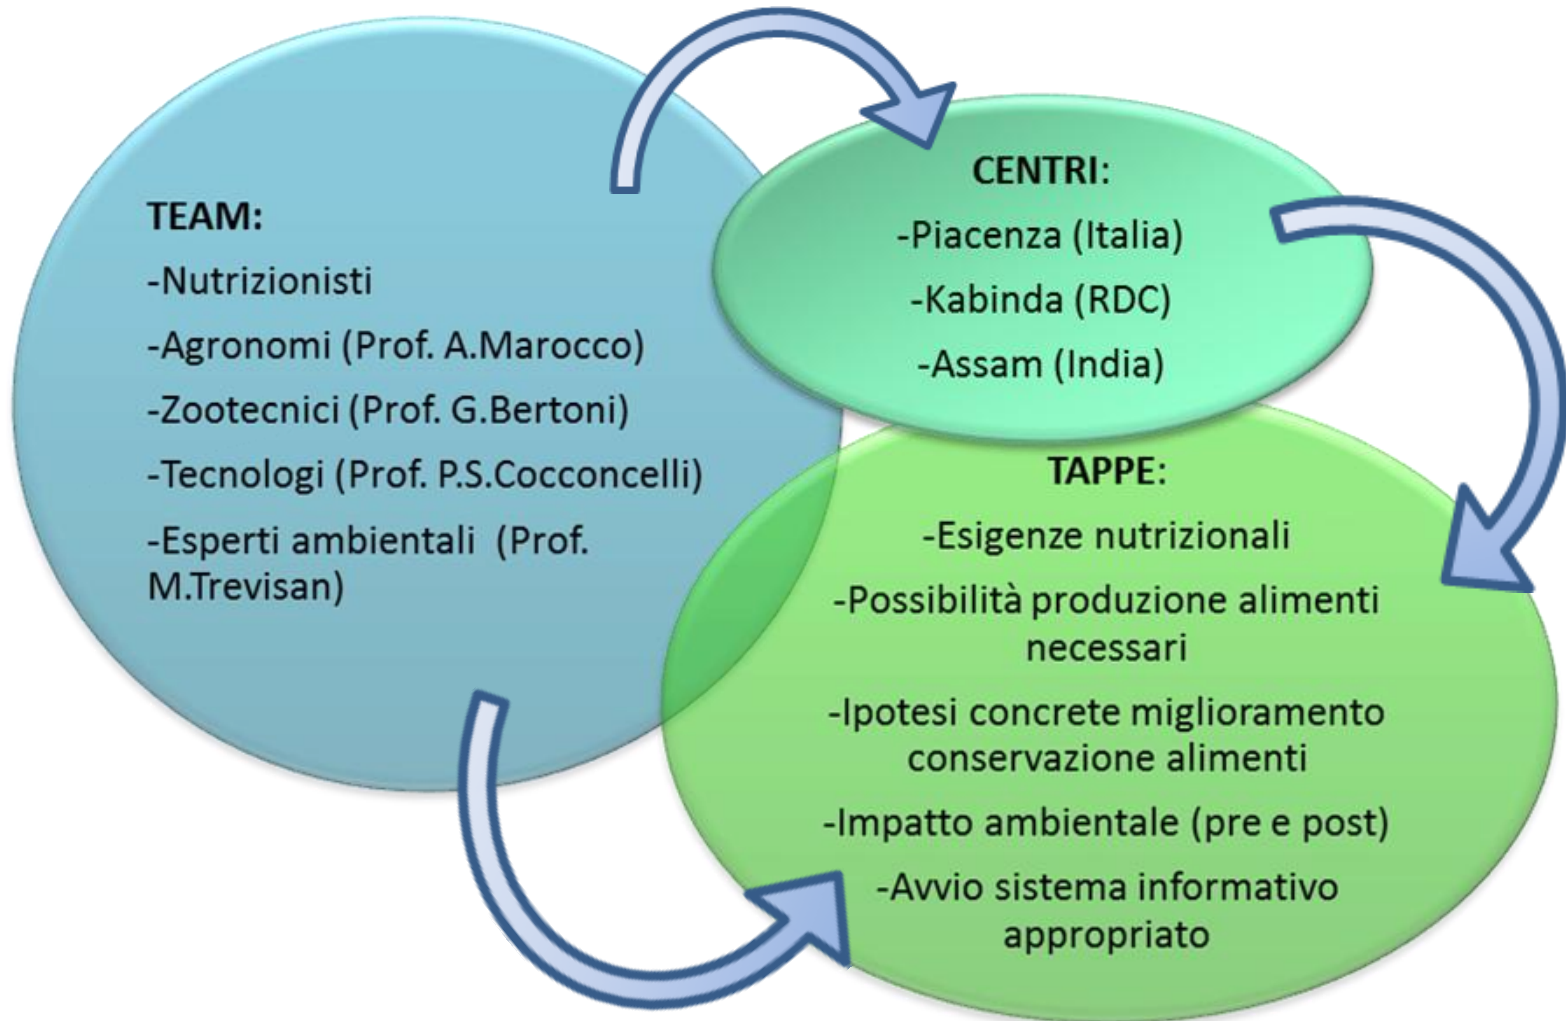 TEAM:
-Nutrizionisti
-Agronomi (Prof. A.Marocco)
-Zootecnici (Prof. G.Bertoni)
-Tecnologi (Prof. P.S.Cocconcelli)
-Esperti ambientali (Prof.
M.Trevisan)
CENTRI:
-Piacenza (Italia)
-Kabinda (RDC)
-Assam (India)
TAPPE:
-Esigenze nutrizionali
-Possibilità produzione alimenti
necessari
-Ipotesi concrete miglioramento
conservazione alimenti
-Impatto ambientale (pre e post)
-Avvio sistema informativo
appropriato